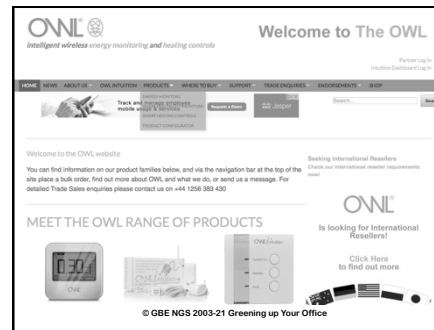 OWL®
Welcome to The OWL
intelligent wireless energy monitoring and heating controls
Partner Log In
Intuition Dashboard Log In
HOME NEWS ABOUT US OWL INTUITION PRODUCTS WHERE TO BUY SUPPORT TRADE ENQUIRIES ENDORSEMENTS SHOP
ENERGY MONITORS
Track and manage employee
mobile usage & services
Request a Demo
Jesper
Search...
PRODUCT CONFIGURATOR
Welcome to the OWL website
Seeking International Resellers
Check our international reseller requirements
now!
You can find information on your product families below, and via the navigation bar at the top of the
site place a bulk order, find out more about OWL and what we do, or send us a message. For
detailed Trade Sales enquiries please contact us on +44 1256 383 430
OWL®
Is looking for International
Resellers!
MEET THE OWL RANGE OF PRODUCTS
Click Here
to find out more
© GBE NGS 2003-21 Greening up Your Office